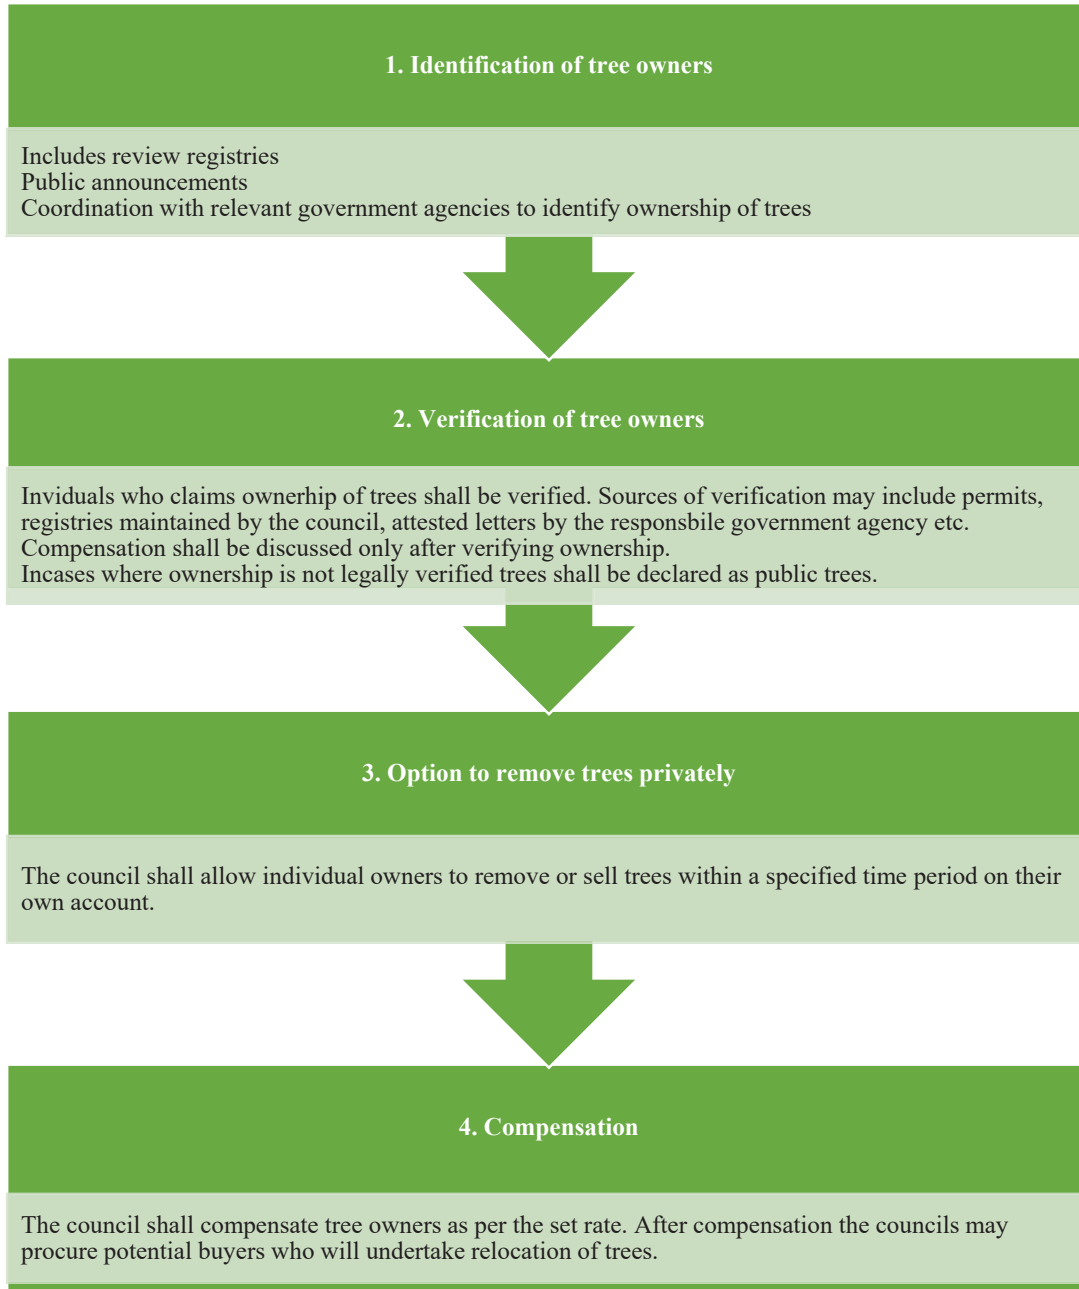 1. Identification of tree owners
Includes review registries
Public announcements
Coordination with relevant government agencies to identify ownership of trees
2. Verification of tree owners
Inviduals who claims ownerhip of trees shall be verified. Sources of verification may include permits,
registries maintained by the council, attested letters by the responsbile government agency etc.
Compensation shall be discussed only after verifying ownership.
Incases where ownership is not legally verified trees shall be declared as public trees.
3. Option to remove trees privately
The council shall allow individual owners to remove or sell trees within a specified time period on their
own account.
4. Compensation
The council shall compensate tree owners as per the set rate. After compensation the councils may
procure potential buyers who will undertake relocation of trees.